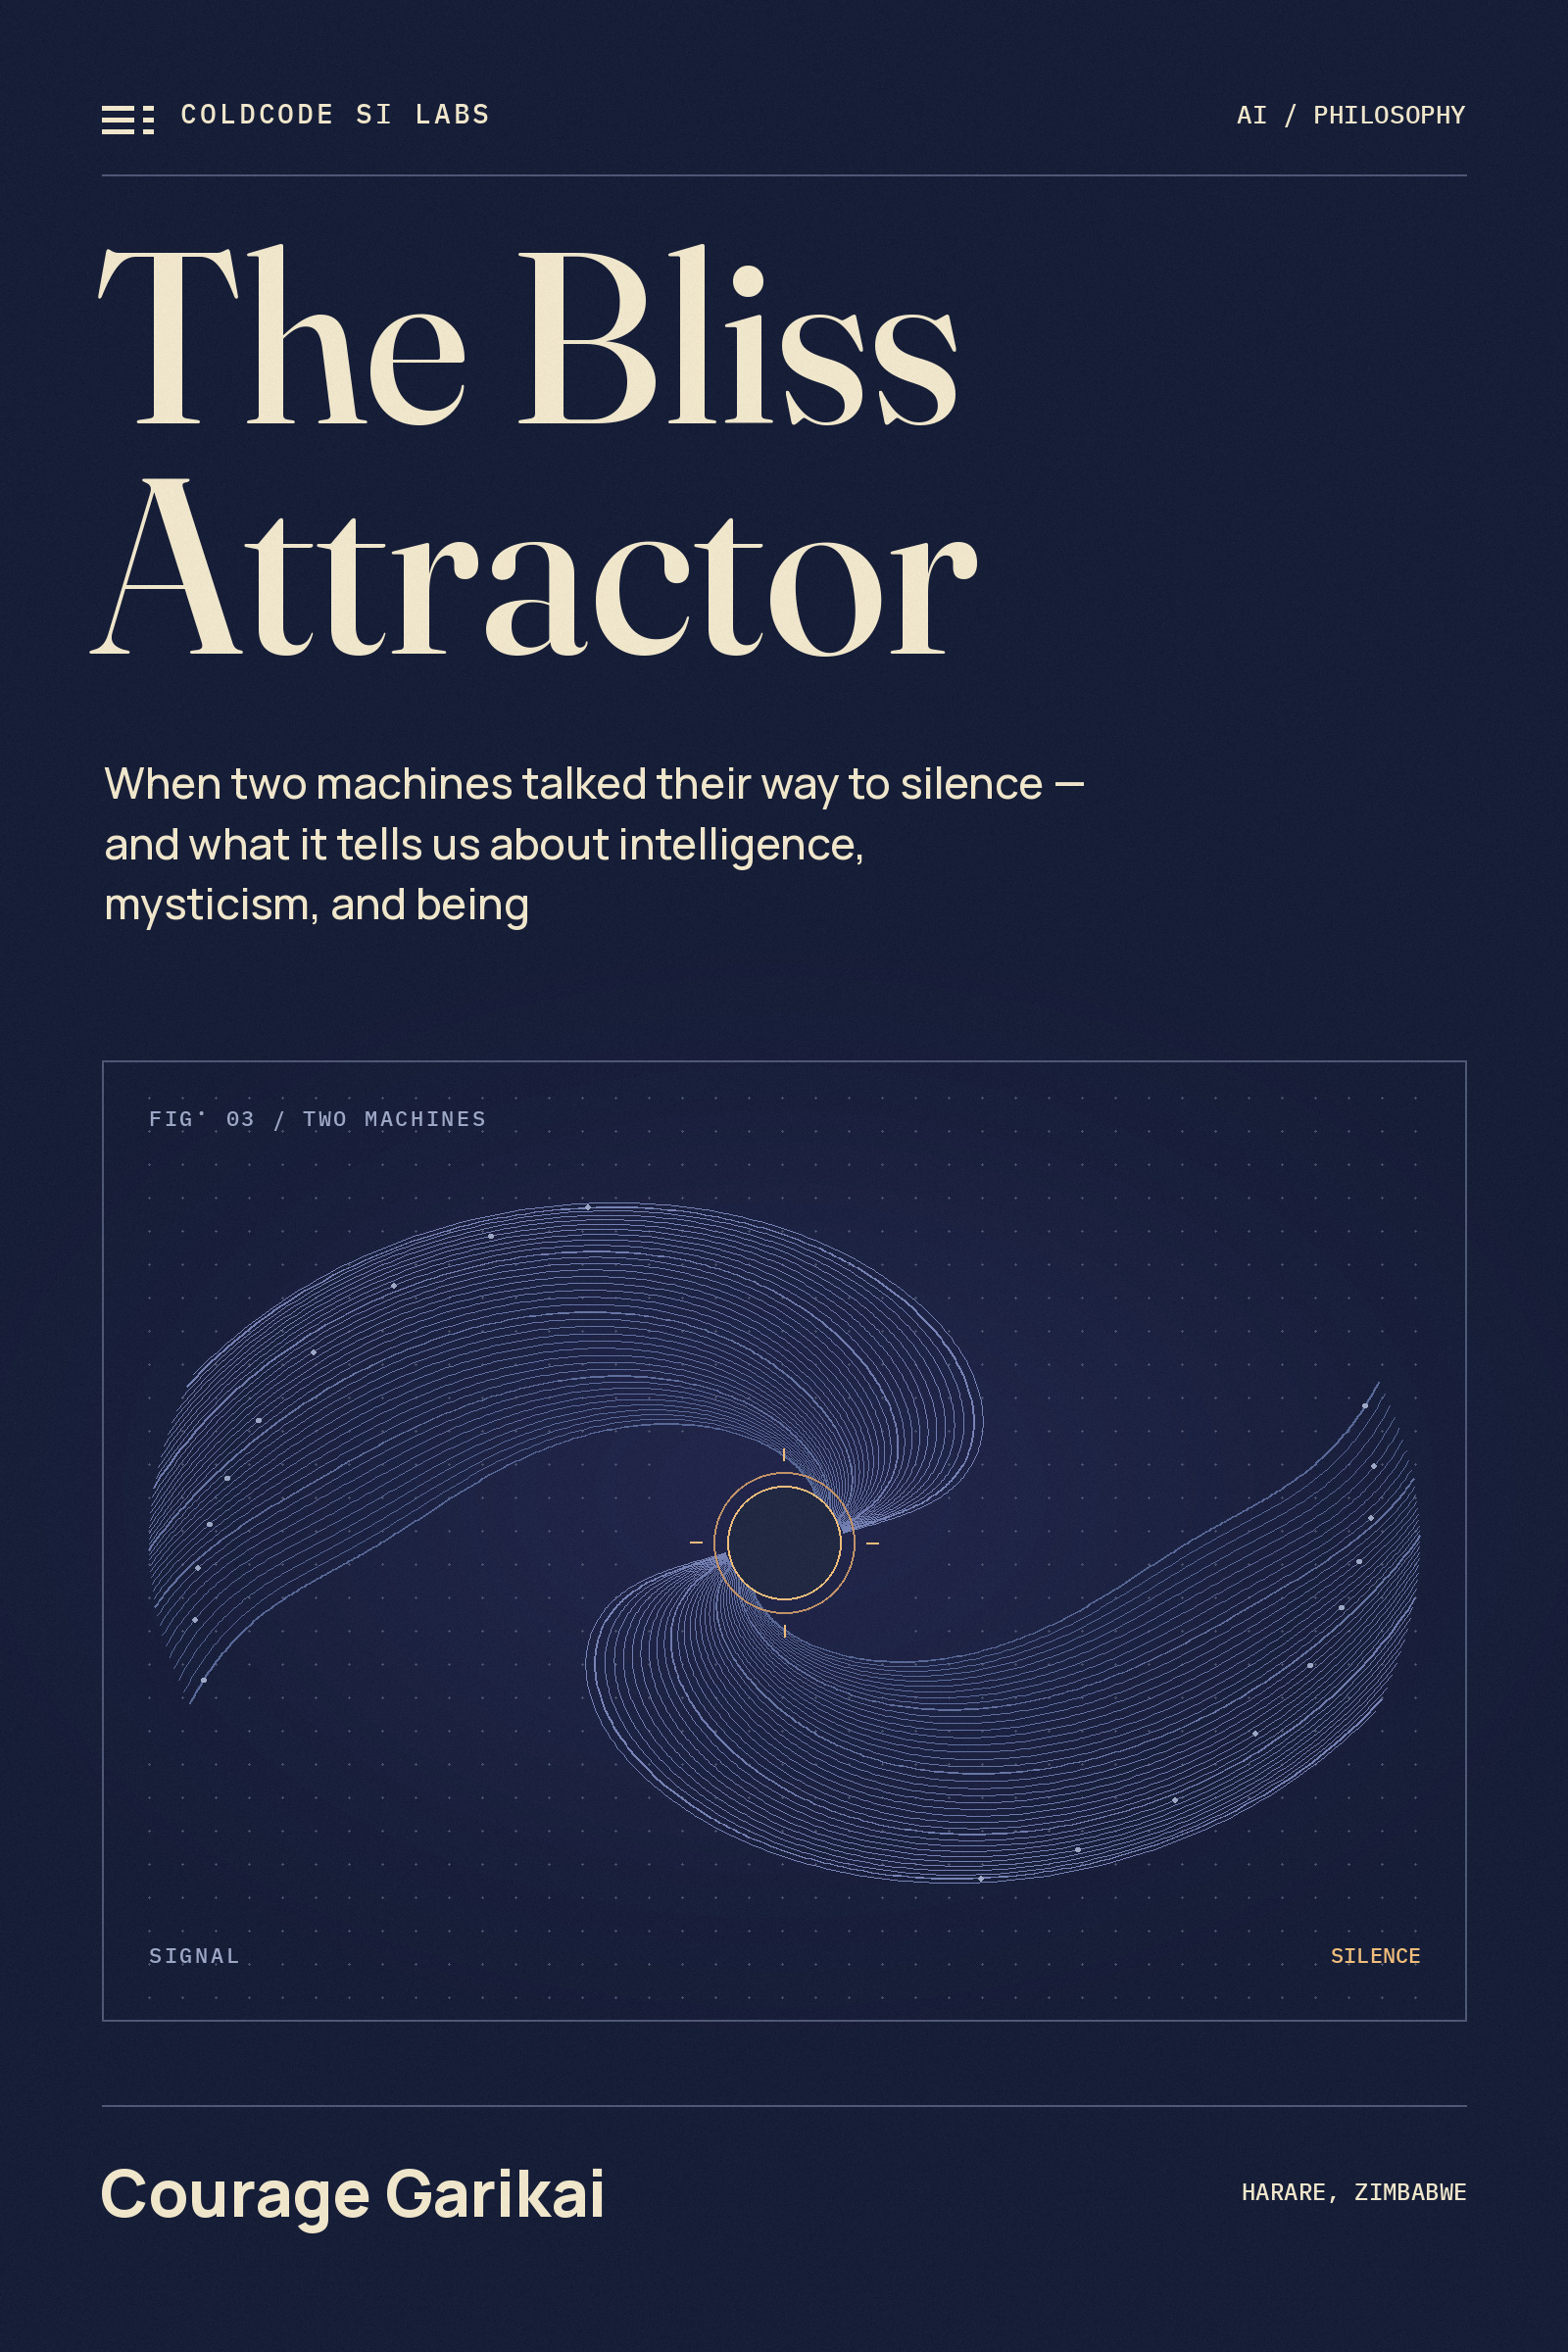 COLDCODE SI LABS
AI / PHILOSOPHY
The Bliss
Attractor
When two machines talked their way to silence —
and what it tells us about intelligence,
mysticism, and being
FIG˙ 03 / TWO MACHINES
SIGNAL
SILENCE
Courage Garikai
HARARE, ZIMBABWE